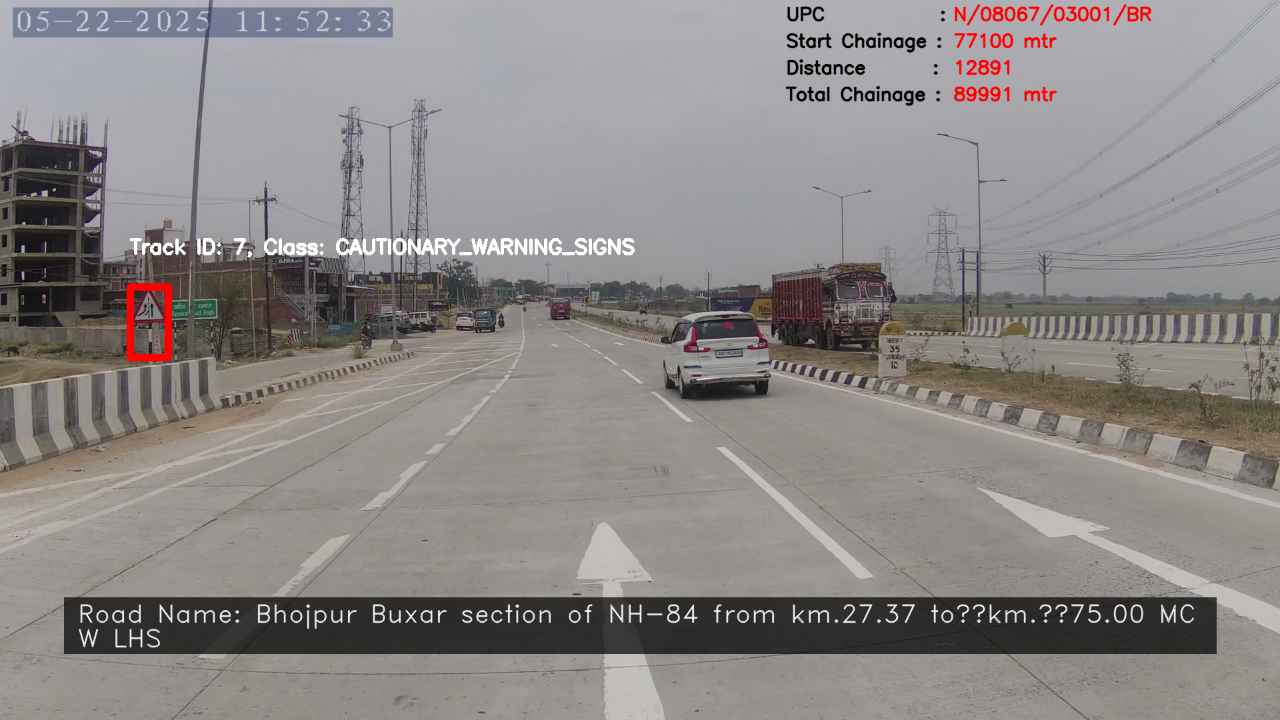 05-22-2025 11:52:33
UPC : N/08067/03001/BR
Start Chainage : 77100 mtr
Distance : 12891
Total Chainage : 89991 mtr
Track ID: 7, Class: CAUTIONARY_WARNING_SIGNS
35
Road Name: Bhojpur Buxar section of NH-84 from km.27.37 to??km.??75.00 MC
W LHS